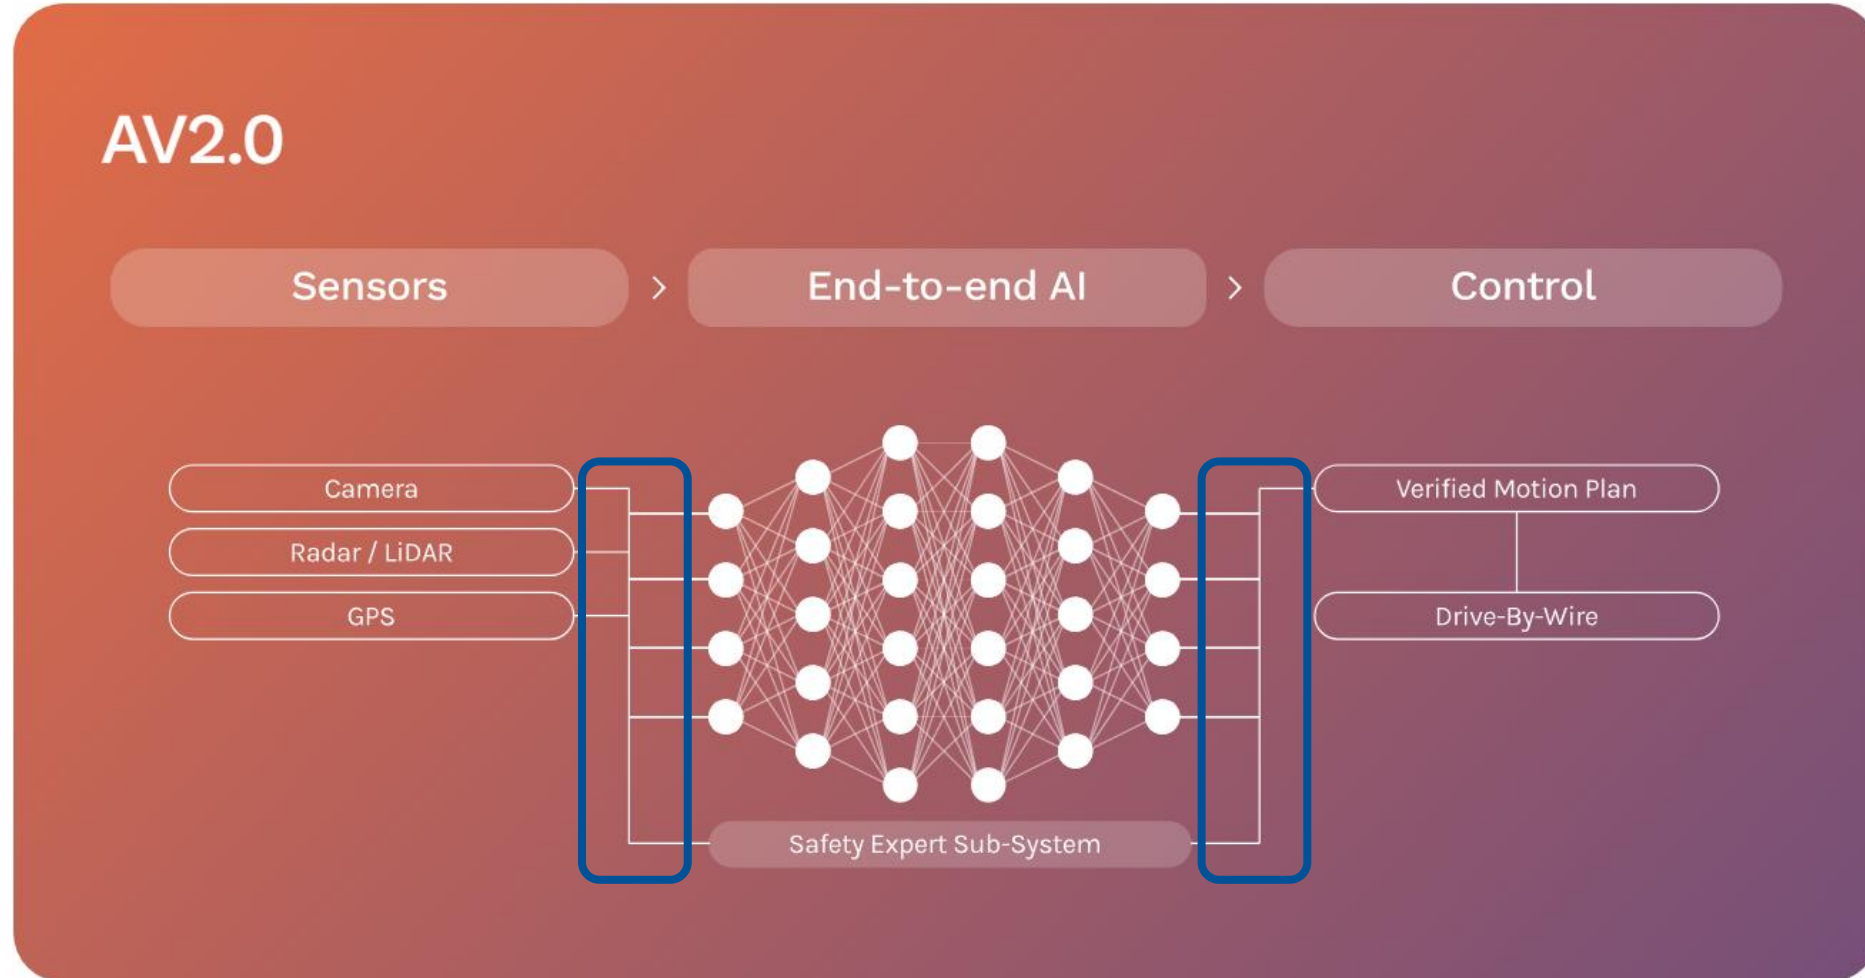 AV2.0
Sensors
End-to-end AI
Control
Camera
Radar / LiDAR
GPS
Verified Motion Plan
Drive-By-Wire
Safety Expert Sub-System